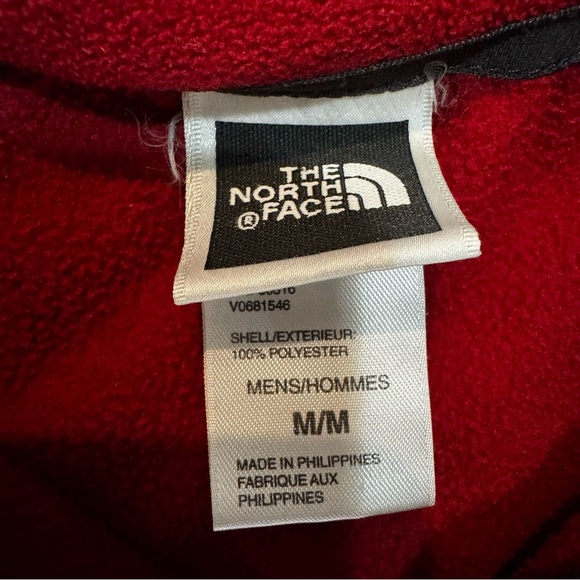 THE
NORTH
® FACE
V0681546
SHELL/EXTERIEUR:
100% POLYESTER
MENS/HOMMES
M/M
MADE IN PHILIPPINES
FABRIQUE AUX
PHILIPPINES